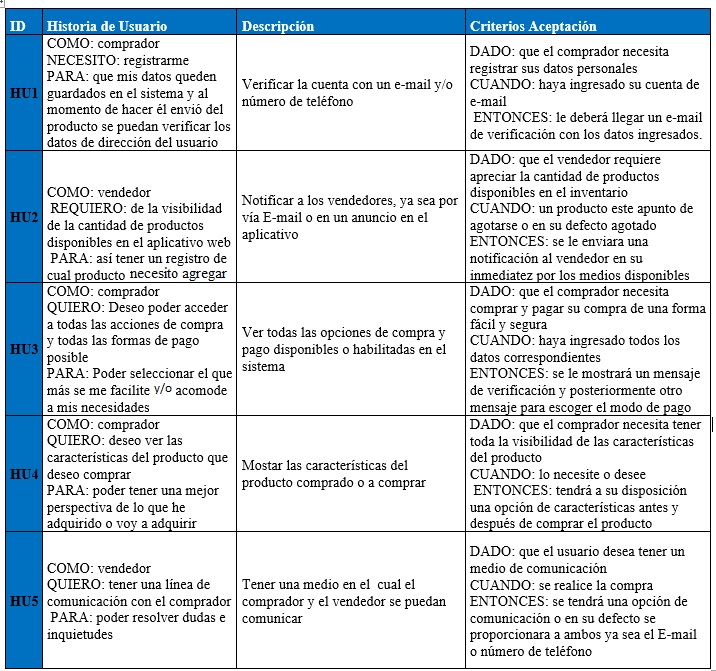 ID
Historia de Usuario
Descripción
Criterios Aceptación
HU1
COMO: comprador
NECESITO: registrarme
PARA: que mis datos queden
guardados en el sistema y al
momento de hacer él envió del
producto se puedan verificar los
datos de dirección del usuario
Verificar la cuenta con un e-mail y/o
número de teléfono
DADO: que el comprador necesita
registrar sus datos personales
CUANDO: haya ingresado su cuenta de
e-mail
ENTONCES: le deberá llegar un e-mail
de verificación con los datos ingresados.
HU2
COMO: vendedor
REQUIERO: de la visibilidad
de la cantidad de productos
disponibles en el aplicativo web
PARA: así tener un registro de
cual producto necesito agregar
Notificar a los vendedores, ya sea por
vía E-mail o en un anuncio en el
aplicativo
DADO: que el vendedor requiere
apreciar la cantidad de productos
disponibles en el inventario
CUANDO: un producto este apunto de
agotarse o en su defecto agotado
ENTONCES: se le enviara una
notificación al vendedor en su
inmediatez por los medios disponibles
HU3
COMO: comprador
QUIERO: Deseo poder acceder
a todas las acciones de compra
y todas las formas de pago
posible
PARA: Poder seleccionar el que
más se me facilite y/o acomode
a mis necesidades
Ver todas las opciones de compra y
pago disponibles o habilitadas en el
sistema
DADO: que el comprador necesita
comprar y pagar su compra de una forma
fácil y segura
CUANDO: haya ingresado todos los
datos correspondientes
ENTONCES: se le mostrará un mensaje
de verificación y posteriormente otro
mensaje para escoger el modo de pago
HU4
COMO: comprador
QUIERO: deseo ver las
características del producto que
deseo comprar
PARA: poder tener una mejor
perspectiva de lo que he
adquirido o voy a adquirir
Mostar las características del
producto comprado o a comprar
DADO: que el comprador necesita tener
toda la visibilidad de las características
del producto
CUANDO: lo necesite o desee
ENTONCES: tendrá a su disposición
una opción de características antes y
después de comprar el producto
HU5
COMO: vendedor
QUIERO: tener una línea de
comunicación con el comprador
PARA: poder resolver dudas e
inquietudes
Tener una medio en el cual el
comprador y el vendedor se puedan
comunicar
DADO: que el usuario desea tener un
medio de comunicación
CUANDO: se realice la compra
ENTONCES: se tendrá una opción de
comunicación o en su defecto se
proporcionara a ambos ya sea el E-mail
o número de teléfono